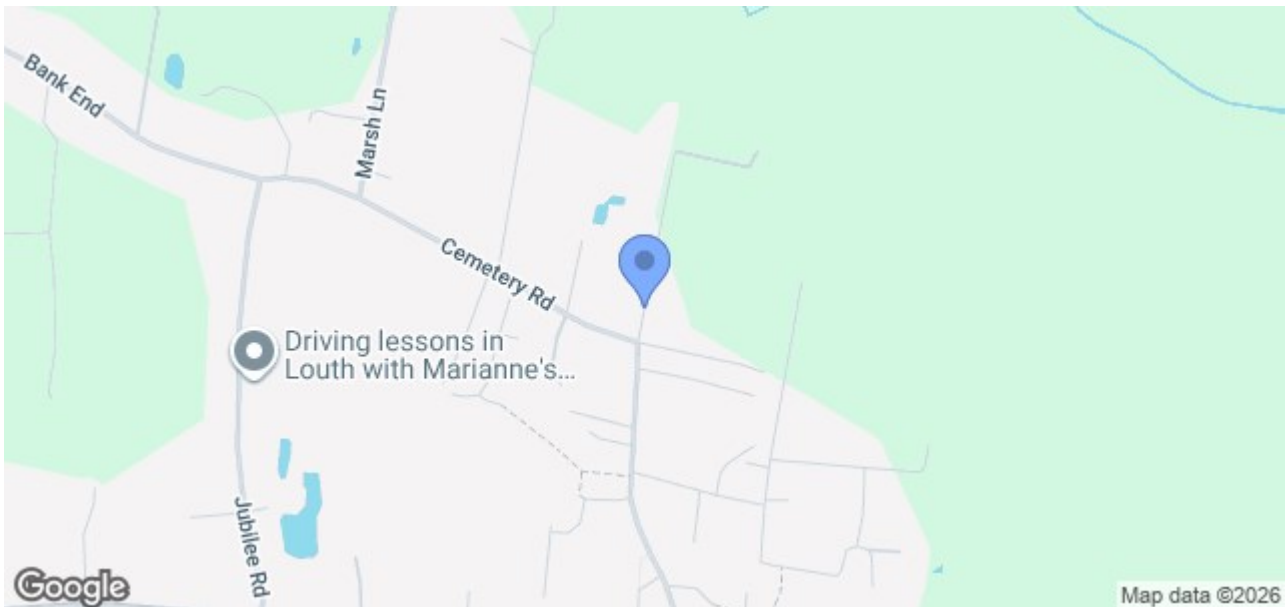 Bank End
Marsh Ln
Cemetery Rd
Driving lessons in
Louth with Marianne's...
Jubilee Rd
Google
Map data ©2026